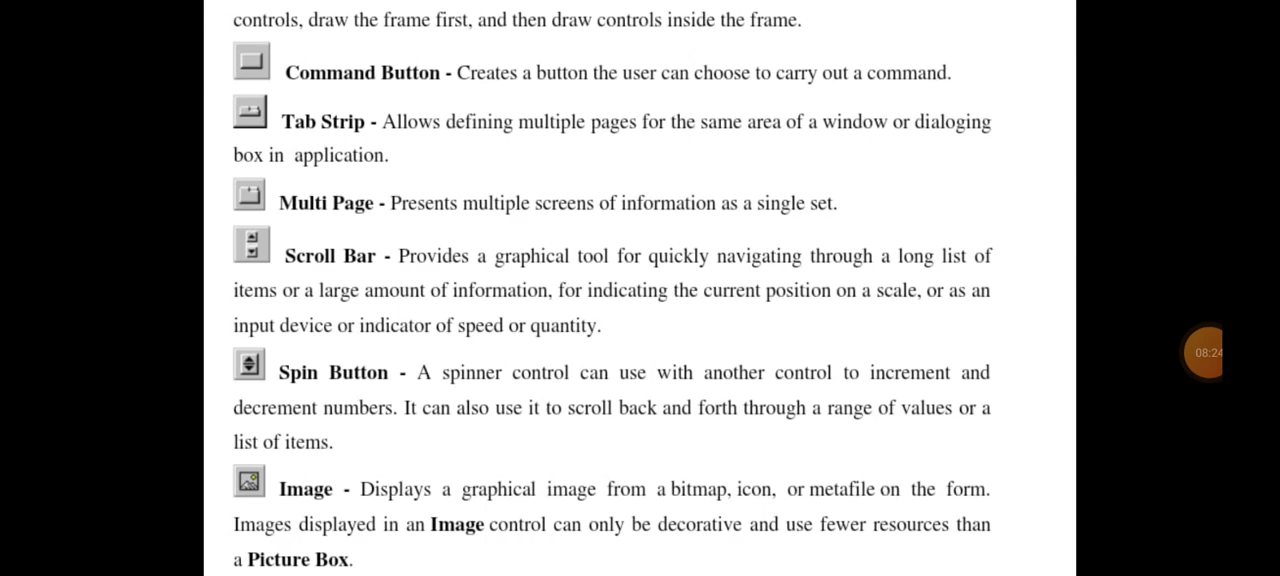 controls, draw the frame first, and then draw controls inside the frame.
Command Button - Creates a button the user can choose to carry out a command.
Tab Strip - Allows defining multiple pages for the same area of a window or dialoging
box in application.
Multi Page - Presents multiple screens of information as a single set.
Scroll Bar - Provides a graphical tool for quickly navigating through a long list of
items or a large amount of information, for indicating the current position on a scale, or as an
input device or indicator of speed or quantity.
Spin Button - A spinner control can use with another control to increment and
decrement numbers. It can also use it to scroll back and forth through a range of values or a
list of items.
Image - Displays a graphical image from a bitmap, icon, or metafile on the form.
Images displayed in an Image control can only be decorative and use fewer resources than
a Picture Box.
08:24